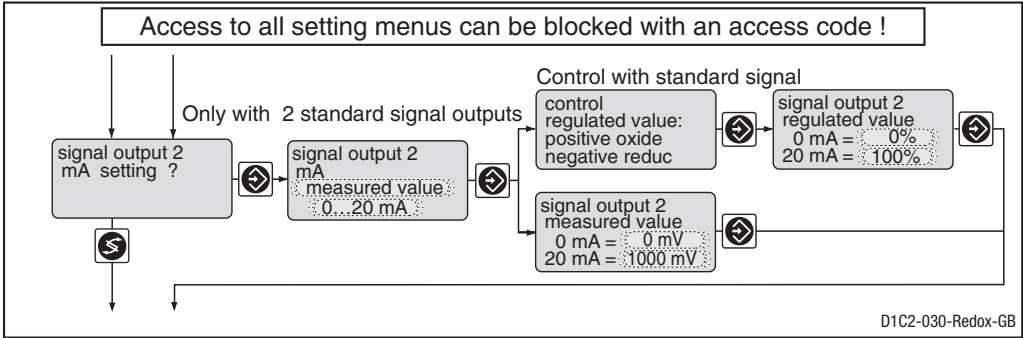 Access to all setting menus can be blocked with an access code !
Only with 2 standard signal outputs
Control with standard signal
signal output 2
mA setting ?
signal output 2
mA
measured value
0...20 mA
control
regulated value:
positive oxide
negative reduc
signal output 2
regulated value
0 mA = 0%
20 mA = 100%
signal output 2
measured value
0 mA = 0 mV
20 mA = 1000 mV
D1C2-030-Redox-GB